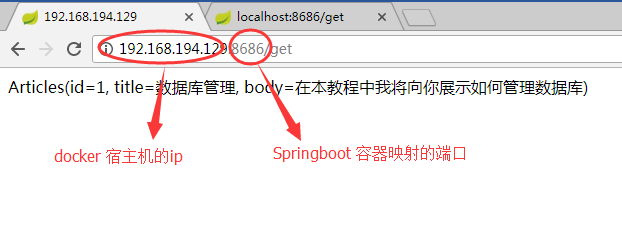 192.168.194.129
localhost:8686/get
192.168.194.129:8686/get
Articles(id=1, title=数据库管理, body=在本教程中我将向你展示如何管理数据库)
docker 宿主机的ip
Springboot 容器映射的端口